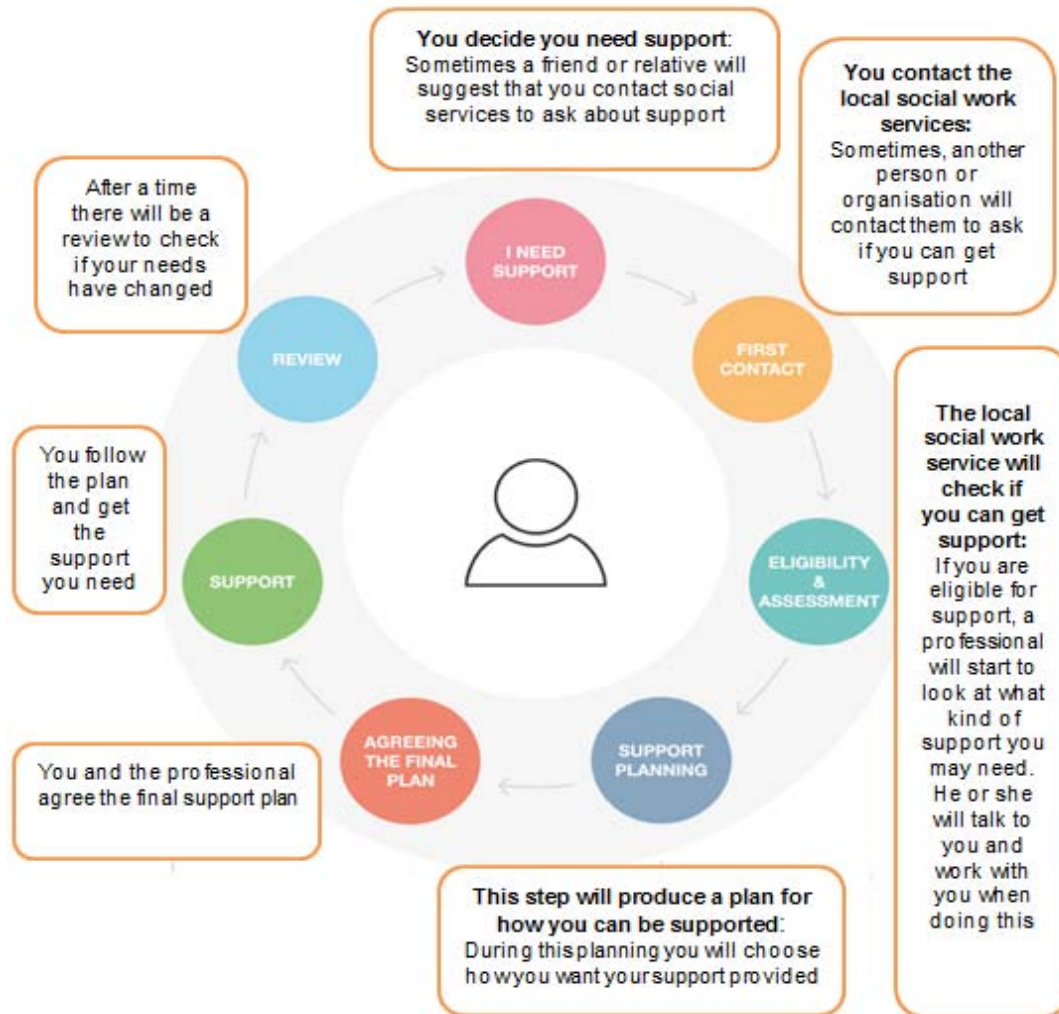 You decide you need support:
Sometimes a friend or relative will
suggest that you contact social
services to ask about support
You contact the
local social work
services:
Sometimes, another
person or
organisation will
contact them to ask
if you can get
support
After a time
there will be a
review to check
if your needs
have changed
I NEED
SUPPORT
FIRST
CONTACT
REVIEW
The local
social work
service will
check if
you can get
support:
If you are
eligible for
support, a
professional
will start to
look at what
kind of
support you
may need.
He or she
will talk to
you and
work with
you when
doing this
You follow
the plan
and get
the
support
you need
ELIGIBILITY
&
ASSESSMENT
SUPPORT
SUPPORT
PLANNING
AGREEING
THE FINAL
PLAN
You and the professional
agree the final support plan
This step will produce a plan for
how you can be supported:
During this planning you will choose
how you want your support provided